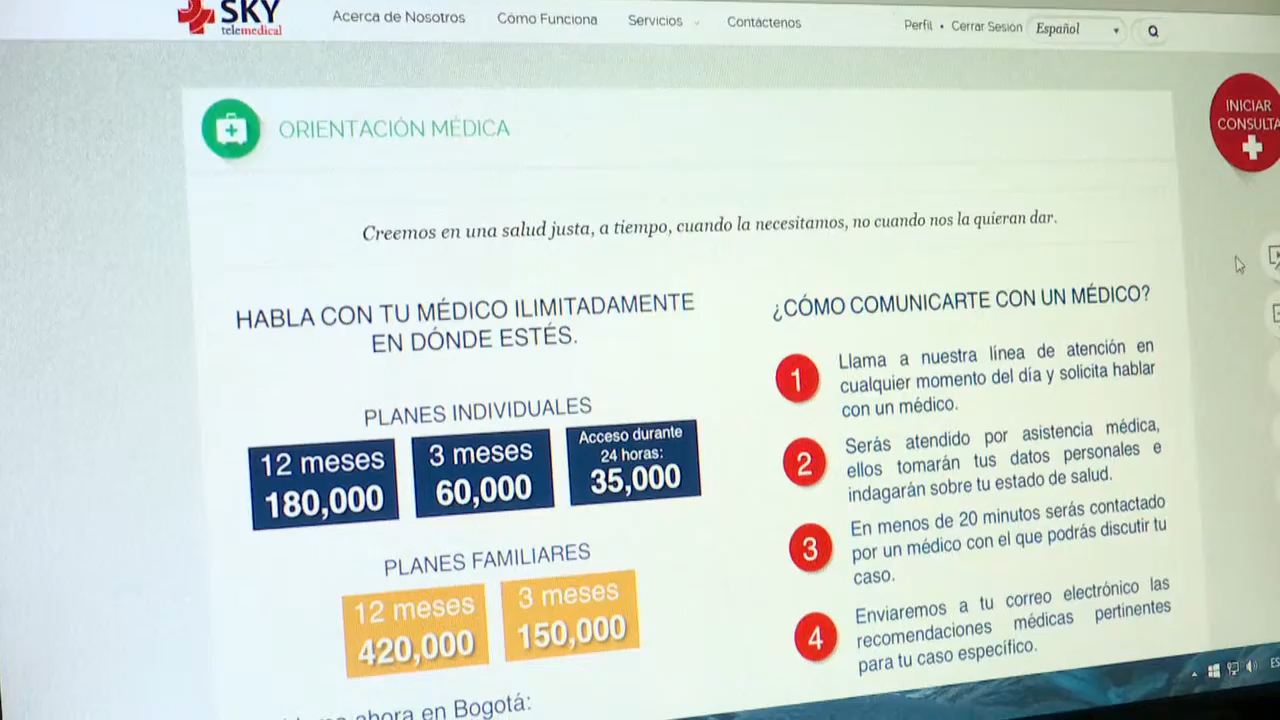 SKY
telemedical
Acerca de Nosotros
Cómo Funciona
Servicios
Contáctenos
Perfil • Cerrar Sesión
Español
INICIAR
CONSULTA
ORIENTACIÓN MÉDICA
Creemos en una salud justa, a tiempo, cuando la necesitamos, no cuando nos la quieran dar.
HABLA CON TU MÉDICO ILIMITADAMENTE
EN DÓNDE ESTÉS.
PLANES INDIVIDUALES
12 meses
180,000
3 meses
60,000
Acceso durante
24 horas:
35,000
PLANES FAMILIARES
12 meses
420,000
3 meses
150,000
ahora en Bogotá:
¿CÓMO COMUNICARTE CON UN MÉDICO?
1
Llama a nuestra línea de atención en
cualquier momento del día y solicita hablar
con un médico.
2
Serás atendido por asistencia médica,
ellos tomarán tus datos personales e
indagarán sobre tu estado de salud.
3
En menos de 20 minutos serás contactado
por un médico con el que podrás discutir tu
caso.
4
Enviaremos a tu correo electrónico las
recomendaciones médicas pertinentes
para tu caso específico.
ES